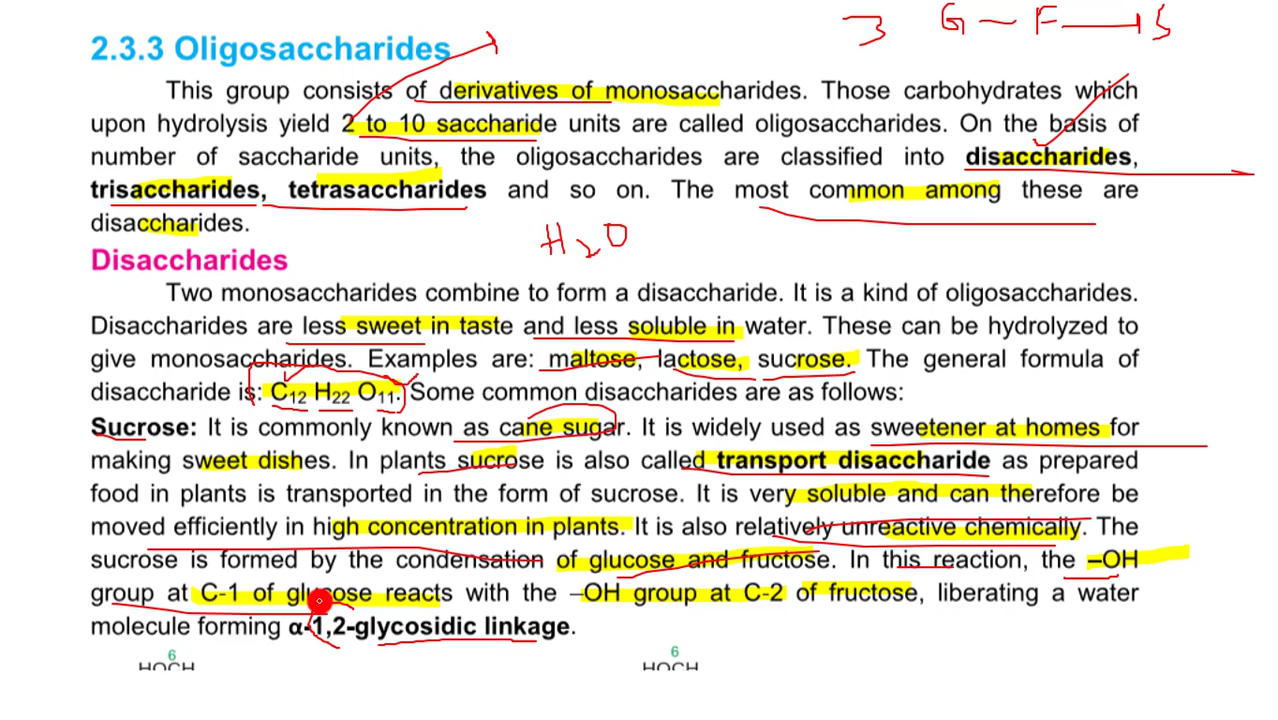 3 G – F → S
2.3.3 Oligosaccharides
This group consists of derivatives of monosaccharides. Those carbohydrates which
upon hydrolysis yield 2 to 10 saccharide units are called oligosaccharides. On the basis of
number of saccharide units, the oligosaccharides are classified into disaccharides,
trisaccharides, tetrasaccharides and so on. The most common among these are
disaccharides.
H₂O
Disaccharides
Two monosaccharides combine to form a disaccharide. It is a kind of oligosaccharides.
Disaccharides are less sweet in taste and less soluble in water. These can be hydrolyzed to
give monosaccharides. Examples are: maltose, lactose, sucrose. The general formula of
disaccharide is: C₁₂ H₂₂ O₁₁. Some common disaccharides are as follows:
Sucrose: It is commonly known as cane sugar. It is widely used as sweetener at homes for
making sweet dishes. In plants sucrose is also called transport disaccharide as prepared
food in plants is transported in the form of sucrose. It is very soluble and can therefore be
moved efficiently in high concentration in plants. It is also relatively unreactive chemically. The
sucrose is formed by the condensation of glucose and fructose. In this reaction, the –OH
group at C-1 of glucose reacts with the –OH group at C-2 of fructose, liberating a water
molecule forming α-1,2-glycosidic linkage.
6 6
HOCH HOCH